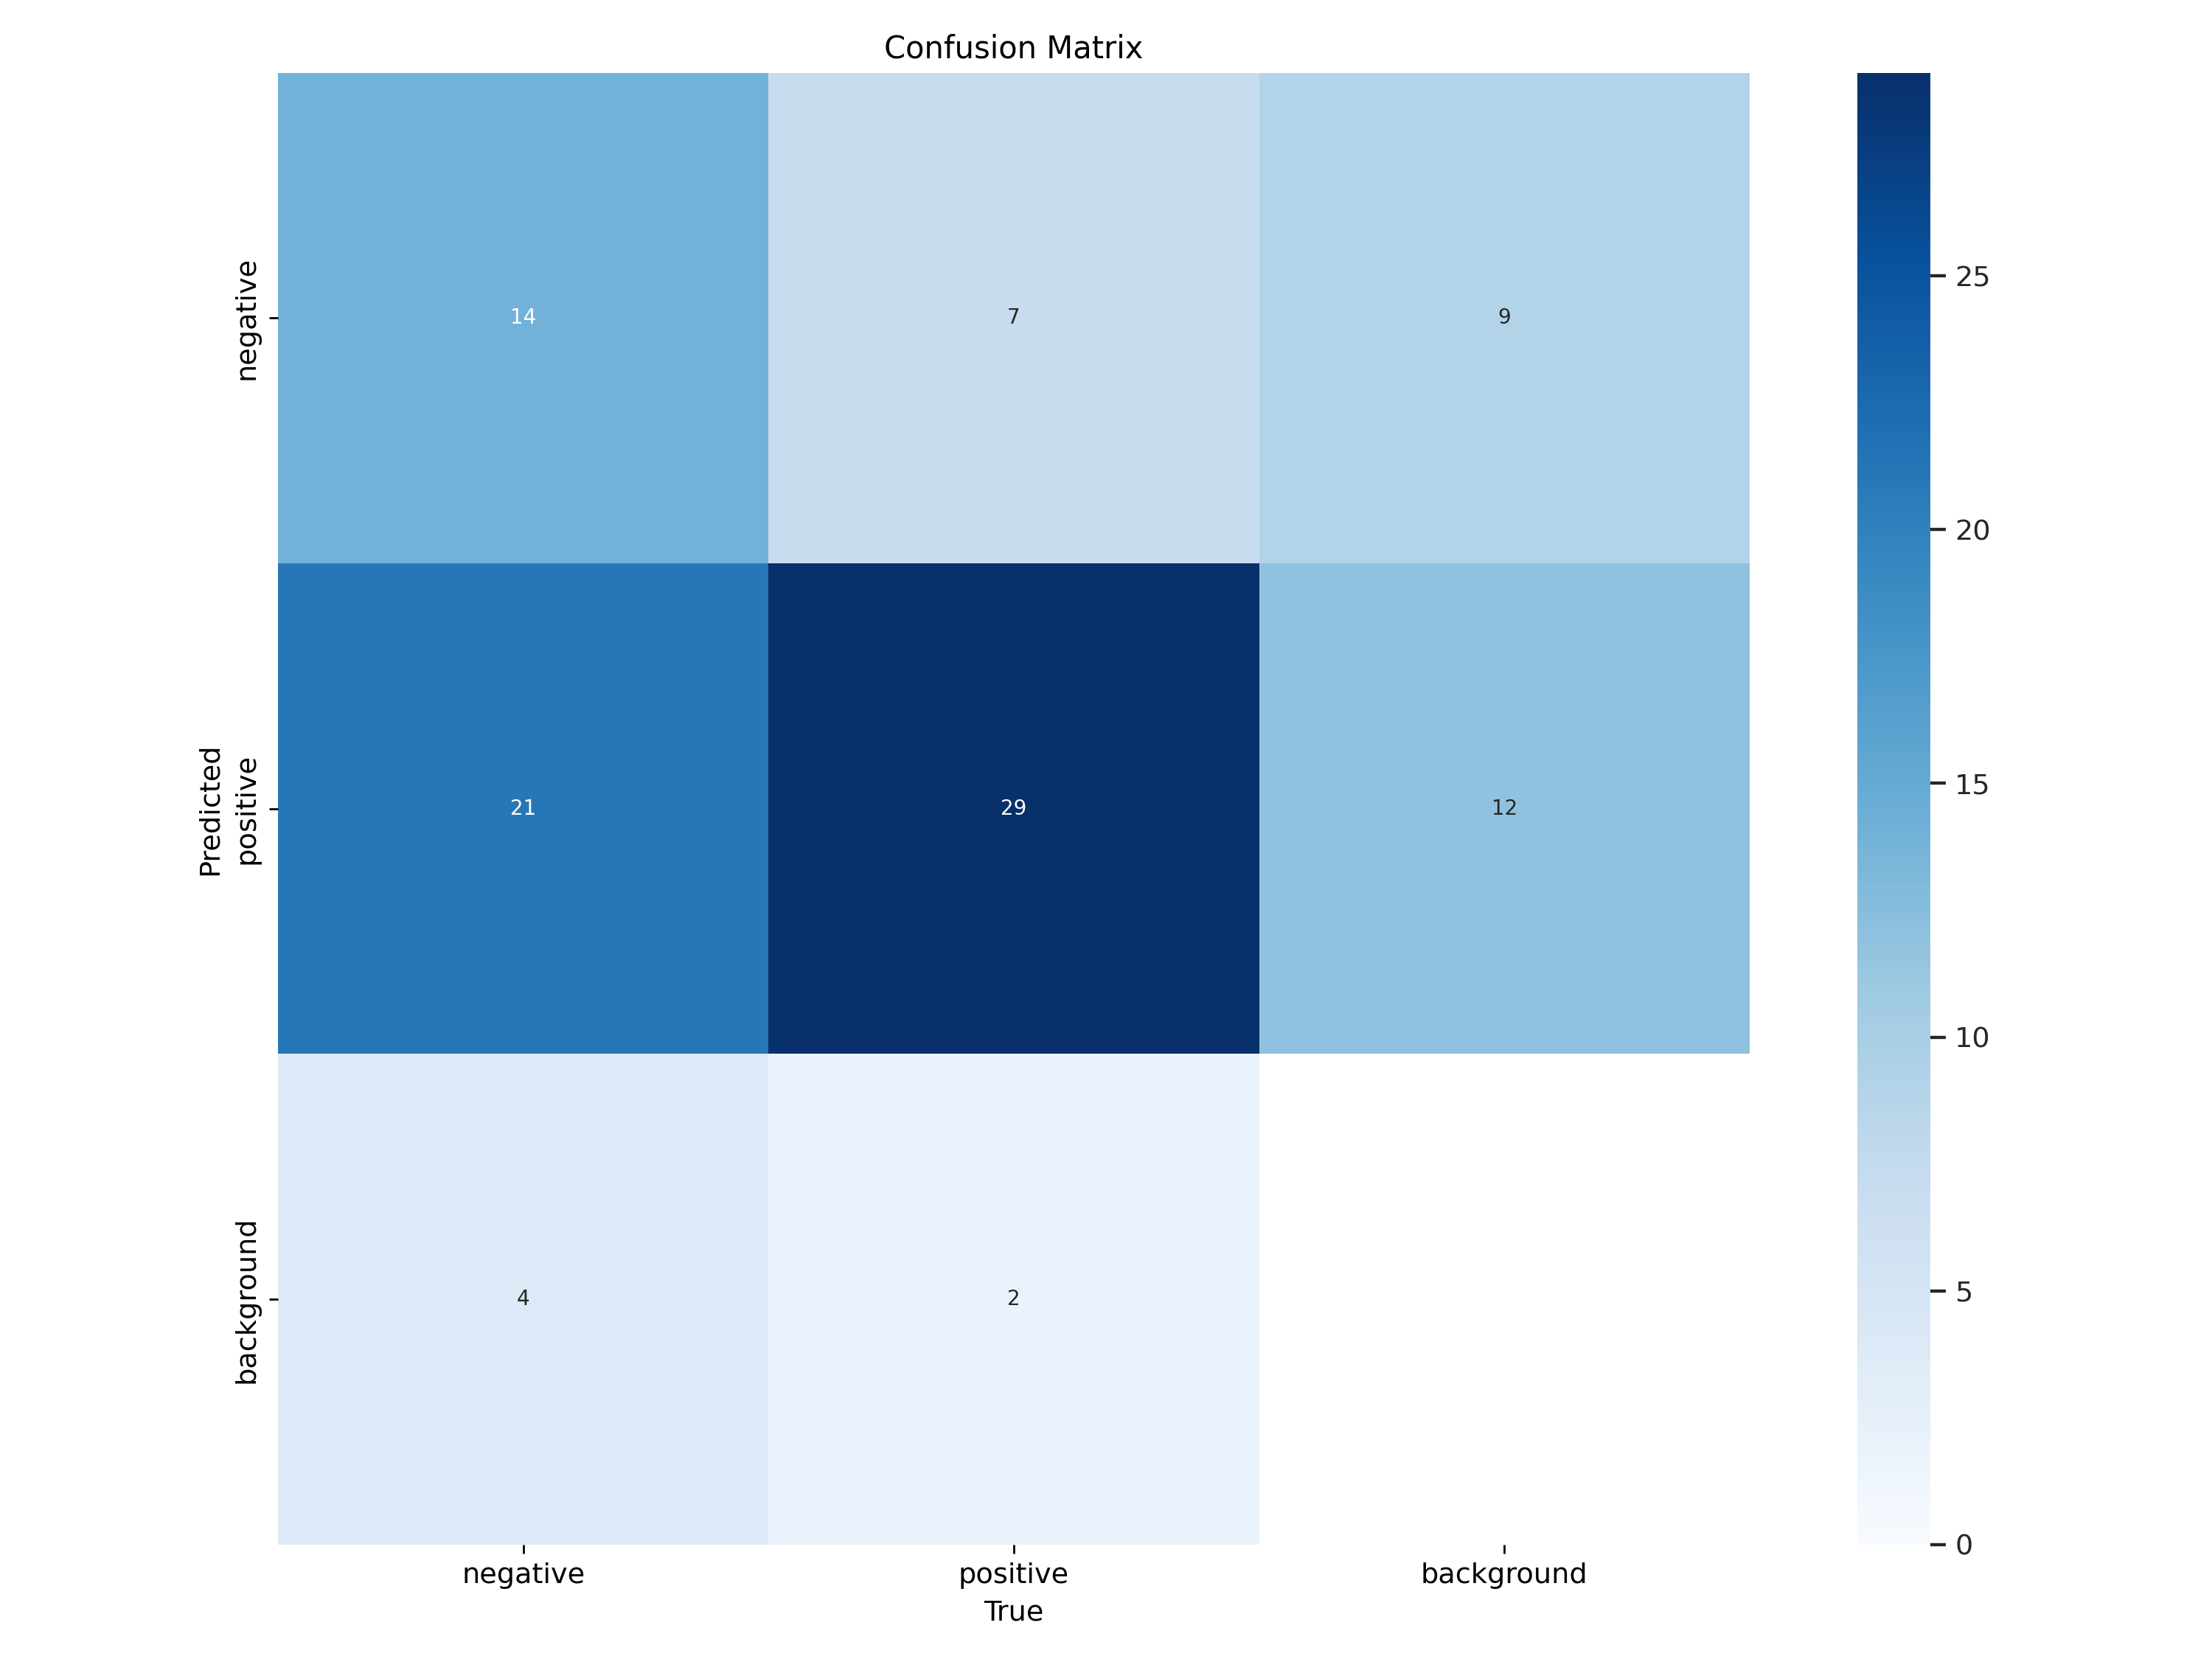 Confusion Matrix
negative
14
7
9
25
20
Predicted
positive
21
29
12
15
10
background
4
2
5
0
negative
positive
background
True